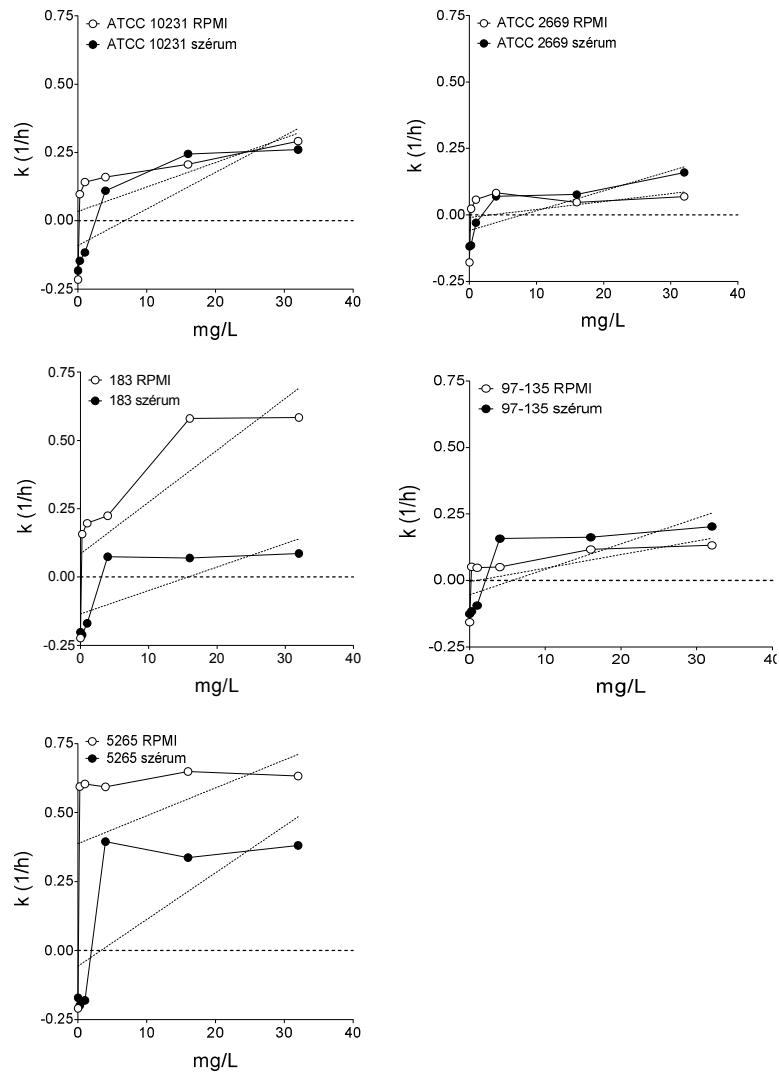 ATCC 10231 RPMI
ATCC 10231 szérum
0.75
0.50
0.25
0.00
-0.25
k (1/h)
0 10 20 30 40
mg/L
ATCC 2669 RPMI
ATCC 2669 szérum
0.75
0.50
0.25
0.00
-0.25
k (1/h)
0 10 20 30 40
mg/L
183 RPMI
183 szérum
0.75
0.50
0.25
0.00
-0.25
k (1/h)
0 10 20 30 40
mg/L
97-135 RPMI
97-135 szérum
0.75
0.50
0.25
0.00
-0.25
k (1/h)
0 10 20 30 40
mg/L
5265 RPMI
5265 szérum
0.75
0.50
0.25
0.00
-0.25
k (1/h)
0 10 20 30 40
mg/L